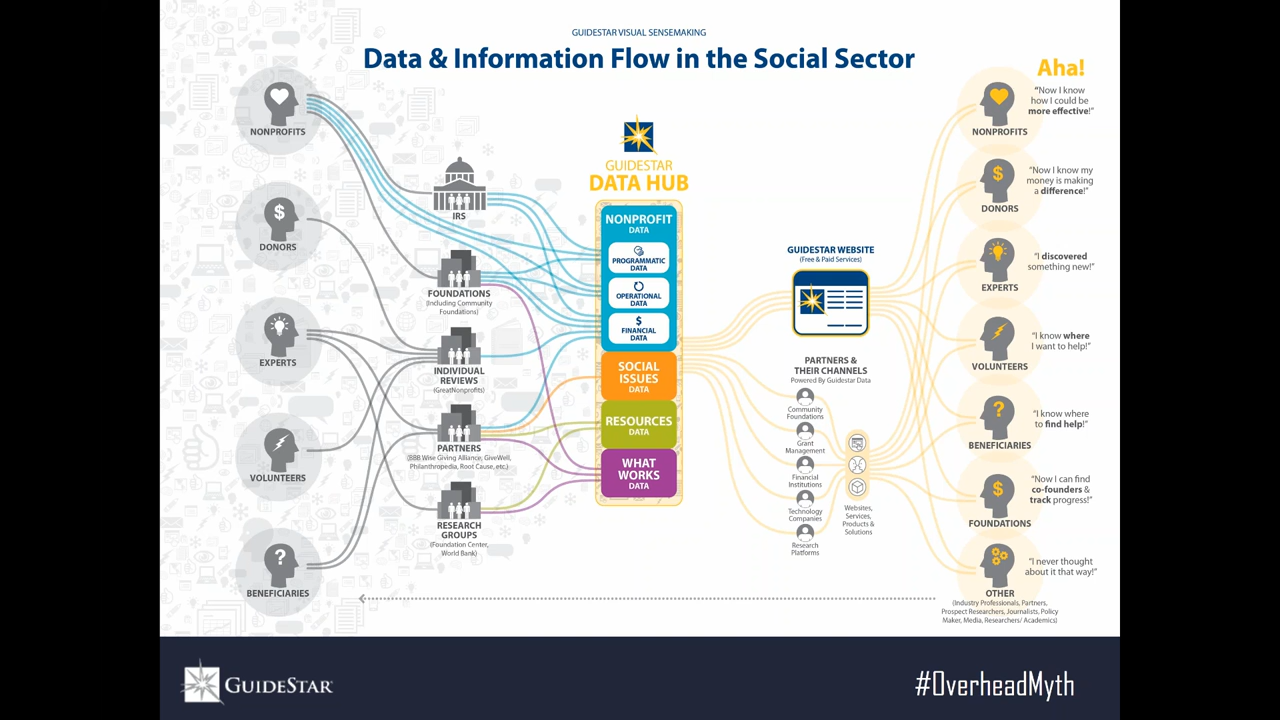 GUIDESTAR VISUAL SENSEMAKING
Data & Information Flow in the Social Sector
NONPROFITS
DONORS
EXPERTS
VOLUNTEERS
BENEFICIARIES
IRS
FOUNDATIONS
(Including Community
Foundations)
INDIVIDUAL
REVIEWS
(GreatNonprofits)
PARTNERS
(BBB Wise Giving Alliance, GiveWell,
Philanthropedia, Root Cause, etc.)
RESEARCH
GROUPS
(Foundation Center,
World Bank)
GUIDESTAR
DATA HUB
NONPROFIT
DATA
PROGRAMMATIC
DATA
OPERATIONAL
DATA
$
FINANCIAL
DATA
SOCIAL
ISSUES
DATA
RESOURCES
DATA
WHAT
WORKS
DATA
GUIDESTAR WEBSITE
(Free & Paid Services)
PARTNERS &
THEIR CHANNELS
Powered By Guidestar Data
Community
Foundations
Grant
Management
Financial
Institutions
Technology
Companies
Research
Platforms
Websites,
Services,
Products &
Solutions
Aha!
NONPROFITS
"Now I know
how I could be
more effective!"
$
DONORS
"Now I know my
money is making
a difference!"
EXPERTS
"I discovered
something new!"
VOLUNTEERS
"I know where
I want to help!"
?
BENEFICIARIES
"I know where
to find help!"
$
FOUNDATIONS
"Now I can find
co-founders &
track progress!"
OTHER
(Industry Professionals, Partners,
Prospect Researchers, Journalists, Policy
Maker, Media, Researchers/ Academics)
"I never thought
about it that way!"
GUIDESTAR
#OverheadMyth